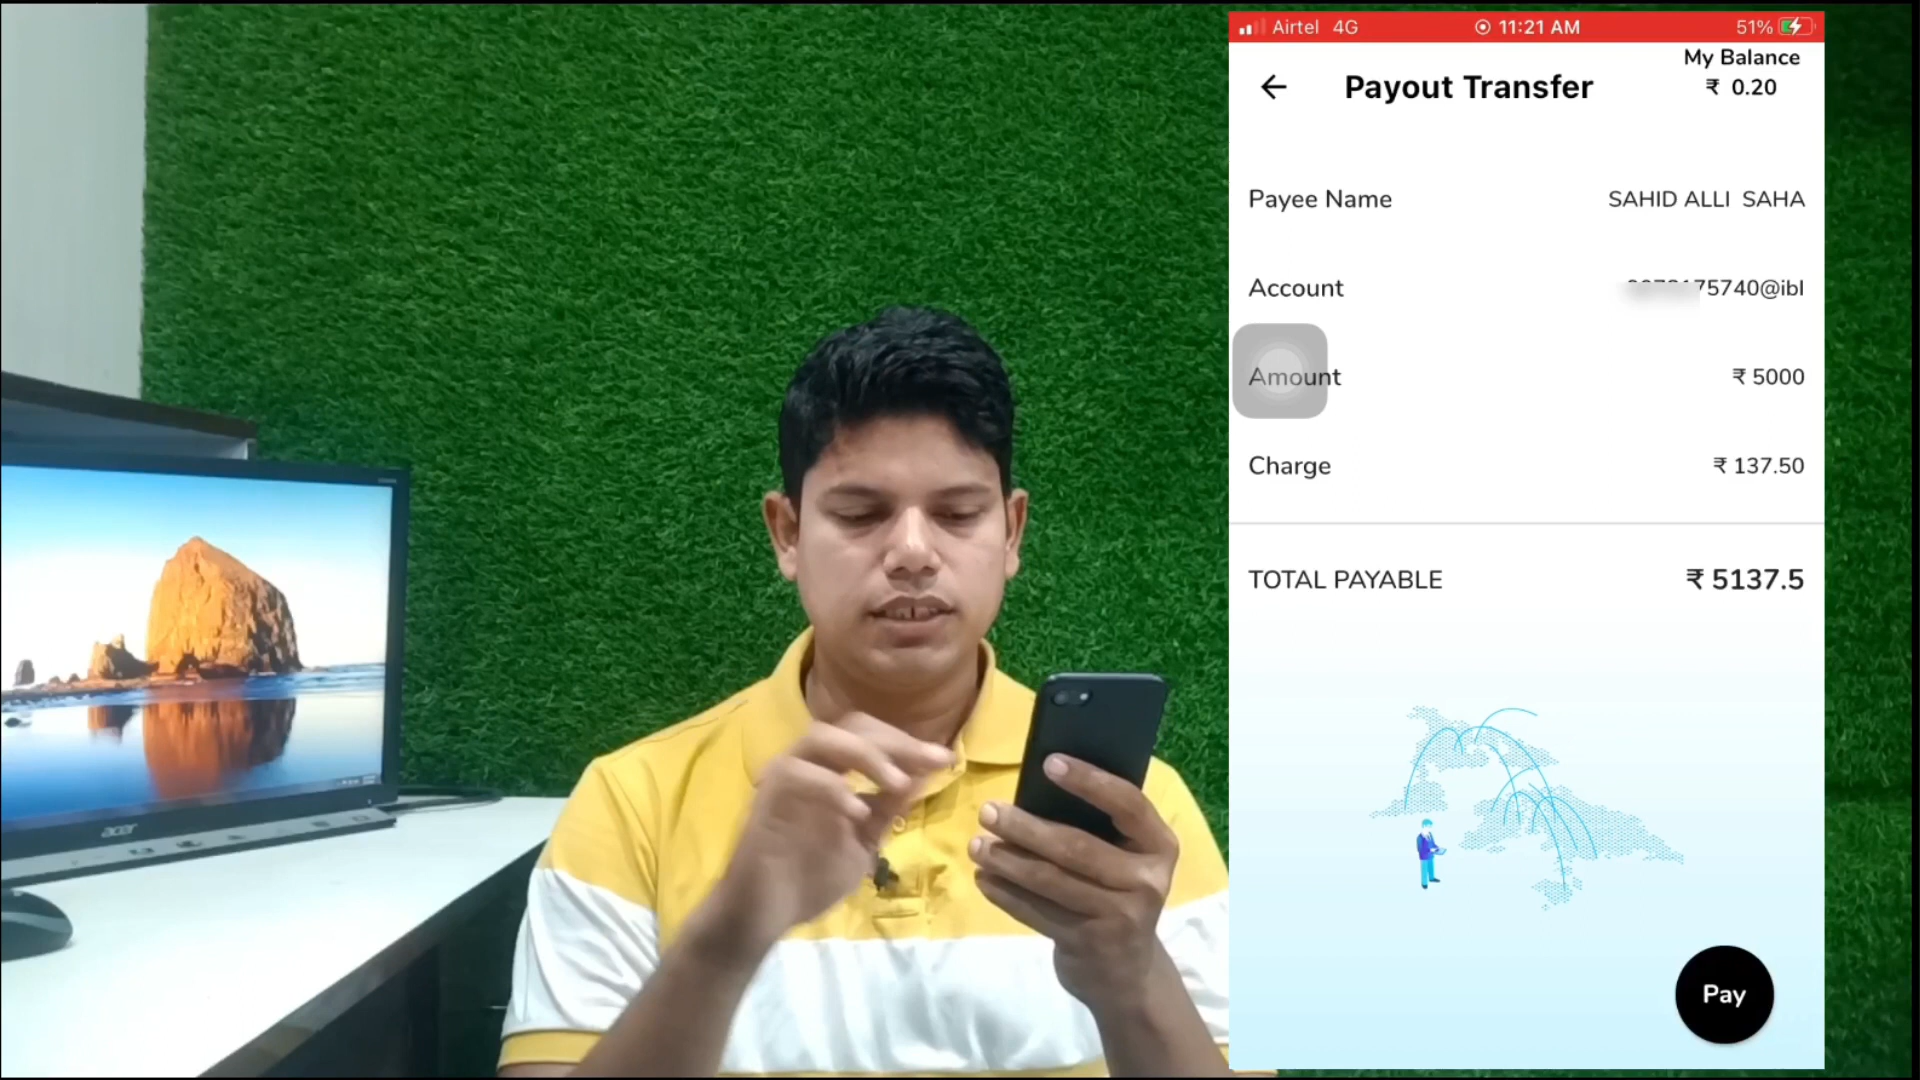 Airtel 4G 11:21 AM 51%
My Balance
Payout Transfer ₹ 0.20
Payee Name SAHID ALLI SAHA
Account 75740@ibl
Amount ₹ 5000
Charge ₹ 137.50
TOTAL PAYABLE ₹ 5137.5
Pay
acer